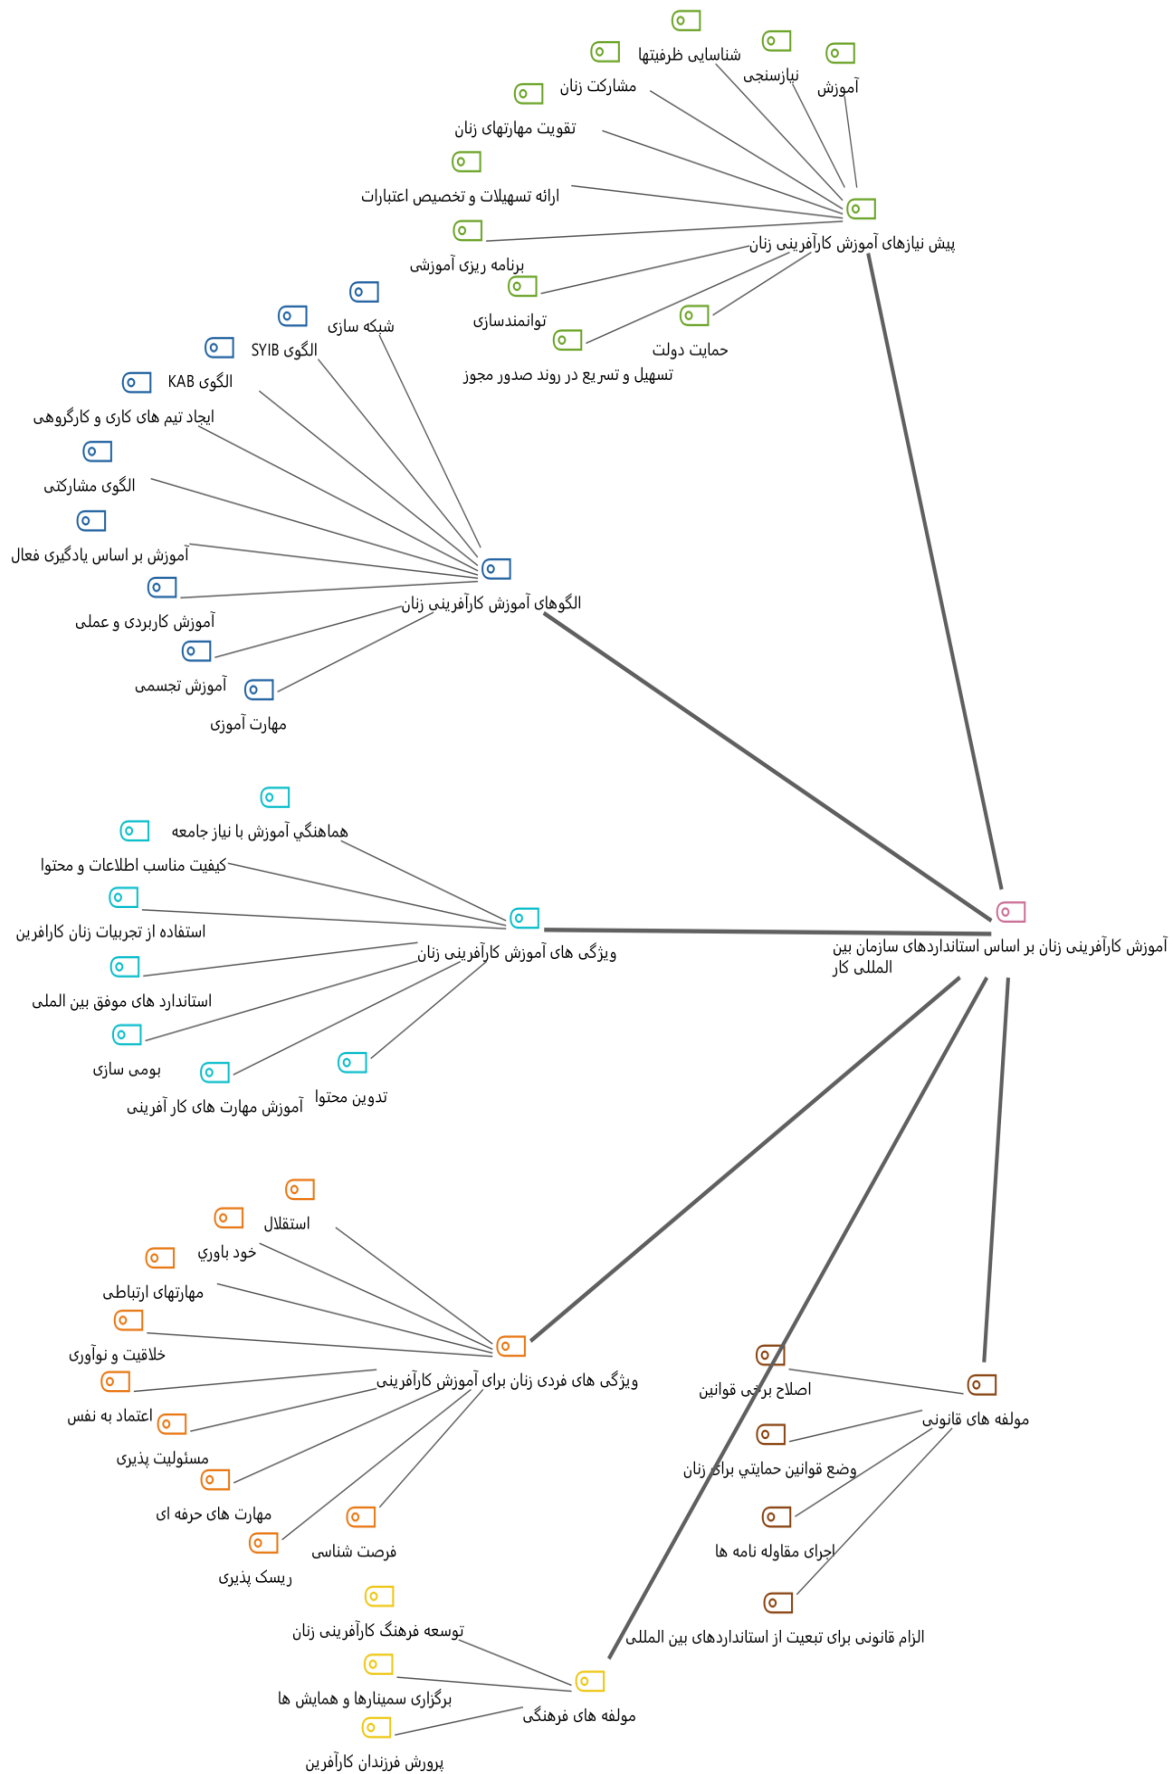 شناسایی ظرفیتها
نیازسنجی
آموزش
مشارکت زنان
تقویت مهارتهای زنان
ارائه تسهیلات و تخصیص اعتبارات
پیش نیازهای آموزش کارآفرینی زنان
برنامه ریزی آموزشی
توانمندسازی
حمایت دولت
تسهیل و تسریع در روند صدور مجوز
شبکه سازی
الگوی SYIB
الگوی KAB
ایجاد تیم های کاری و کارگروهی
الگوی مشارکتی
آموزش بر اساس یادگیری فعال
الگوهای آموزش کارآفرینی زنان
آموزش کاربردی و عملی
آموزش تجسمی
مهارت آموزی
هماهنگي آموزش با نیاز جامعه
کیفیت مناسب اطلاعات و محتوا
استفاده از تجربیات زنان کارافرین
ویژگی های آموزش کارآفرینی زنان
آموزش کارآفرینی زنان بر اساس استانداردهای سازمان بین
المللی کار
استاندارد های موفق بین الملی
بومی سازی
تدوین محتوا
آموزش مهارت های کار آفرینی
استقلال
خود باوري
مهارتهای ارتباطی
خلاقیت و نوآوری
ویژگی های فردی زنان برای آموزش کارآفرینی
اعتماد به نفس
مسئولیت پذیری
مهارت های حرفه ای
فرصت شناسی
ریسک پذیری
اصلاح برخی قوانین
مولفه های قانونی
وضع قوانین حمایتي برای زنان
اجرای مقاوله نامه ها
الزام قانونی برای تبعیت از استانداردهای بین المللی
توسعه فرهنگ کارآفرینی زنان
برگزاری سمینارها و همایش ها
مولفه های فرهنگی
پرورش فرزندان کارآفرین